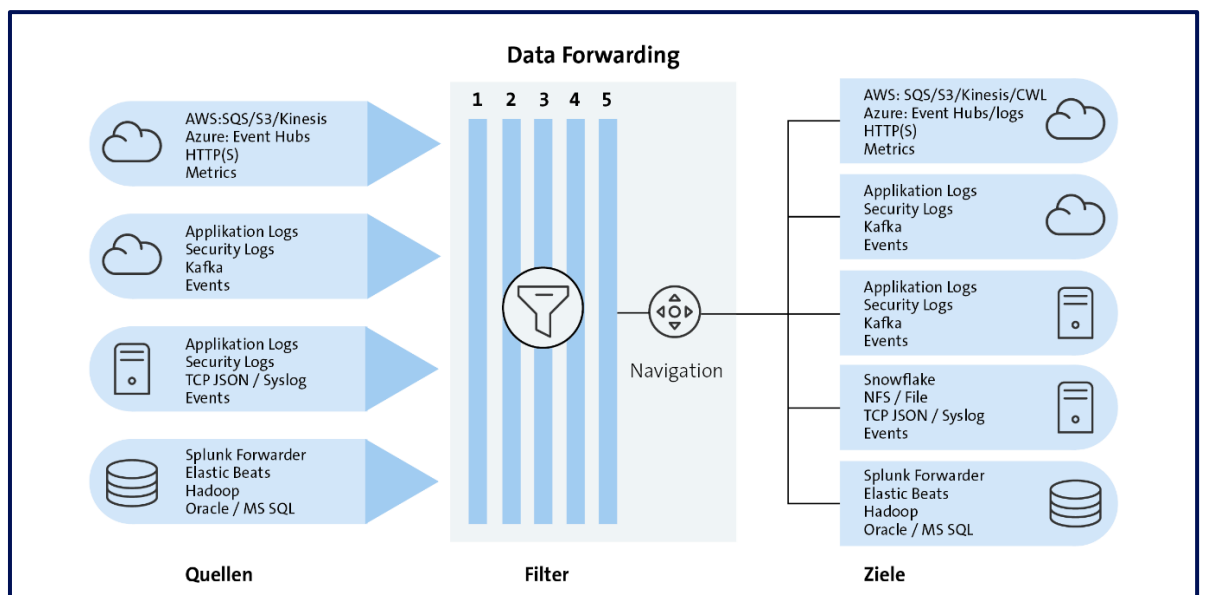 Data Forwarding
AWS:SQS/S3/Kinesis
Azure: Event Hubs
HTTP(S)
Metrics
Applikation Logs
Security Logs
Kafka
Events
Applikation Logs
Security Logs
TCP JSON / Syslog
Events
Splunk Forwarder
Elastic Beats
Hadoop
Oracle / MS SQL
Quellen
1 2 3 4 5
Filter
Navigation
AWS: SQS/S3/Kinesis/CWL
Azure: Event Hubs/logs
HTTP(S)
Metrics
Applikation Logs
Security Logs
Kafka
Events
Applikation Logs
Security Logs
Kafka
Events
Snowflake
NFS / File
TCP JSON / Syslog
Events
Splunk Forwarder
Elastic Beats
Hadoop
Oracle / MS SQL
Ziele